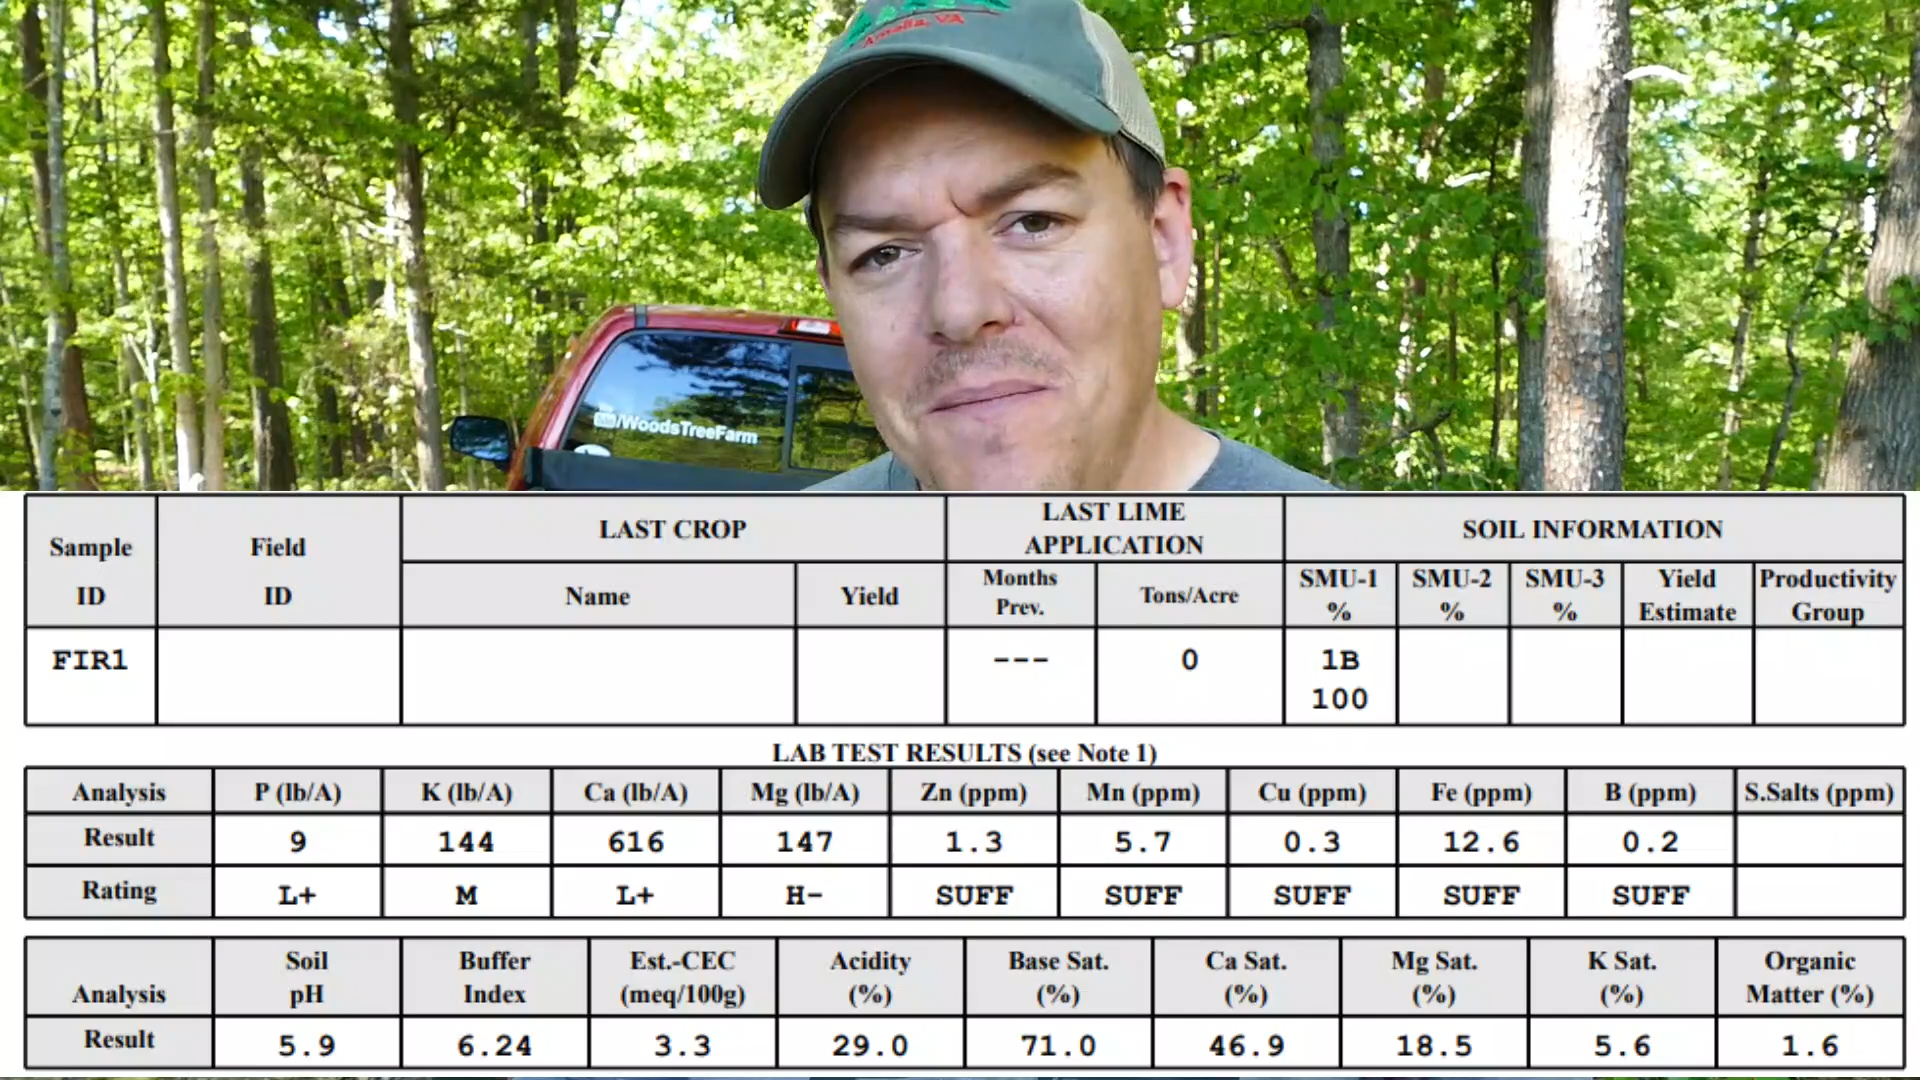 Amelia, VA
/WoodsTreeFarm
Sample ID
Field ID
LAST CROP
LAST LIME APPLICATION
SOIL INFORMATION
Name
Yield
Months Prev.
Tons/Acre
SMU-1 %
SMU-2 %
SMU-3 %
Yield Estimate
Productivity Group
FIR1
---
0
1B
100
LAB TEST RESULTS (see Note 1)
Analysis P (lb/A) K (lb/A) Ca (lb/A) Mg (lb/A) Zn (ppm) Mn (ppm) Cu (ppm) Fe (ppm) B (ppm) S.Salts (ppm)
Result 9 144 616 147 1.3 5.7 0.3 12.6 0.2
Rating L+ M L+ H- SUFF SUFF SUFF SUFF SUFF
Analysis Soil pH Buffer Index Est.-CEC (meq/100g) Acidity (%) Base Sat. (%) Ca Sat. (%) Mg Sat. (%) K Sat. (%) Organic Matter (%)
Result 5.9 6.24 3.3 29.0 71.0 46.9 18.5 5.6 1.6